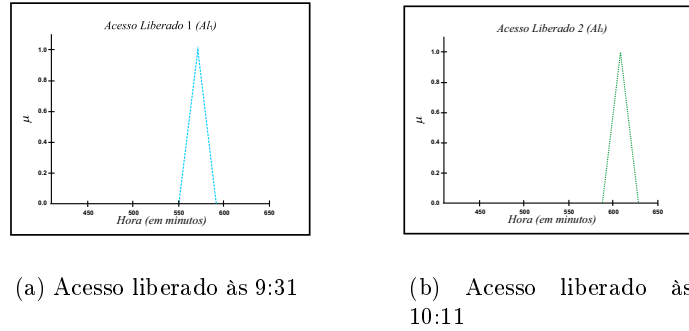 Acesso Liberado 1 (Al₁)
1.0
0.8
0.6
μ
0.4
0.2
0.0
450 500 550 600 650
Hora (em minutos)
(a) Acesso liberado às 9:31
Acesso Liberado 2 (Al₂)
1.0
0.8
0.6
μ
0.4
0.2
0.0
450 500 550 600 650
Hora (em minutos)
(b) Acesso liberado às
10:11